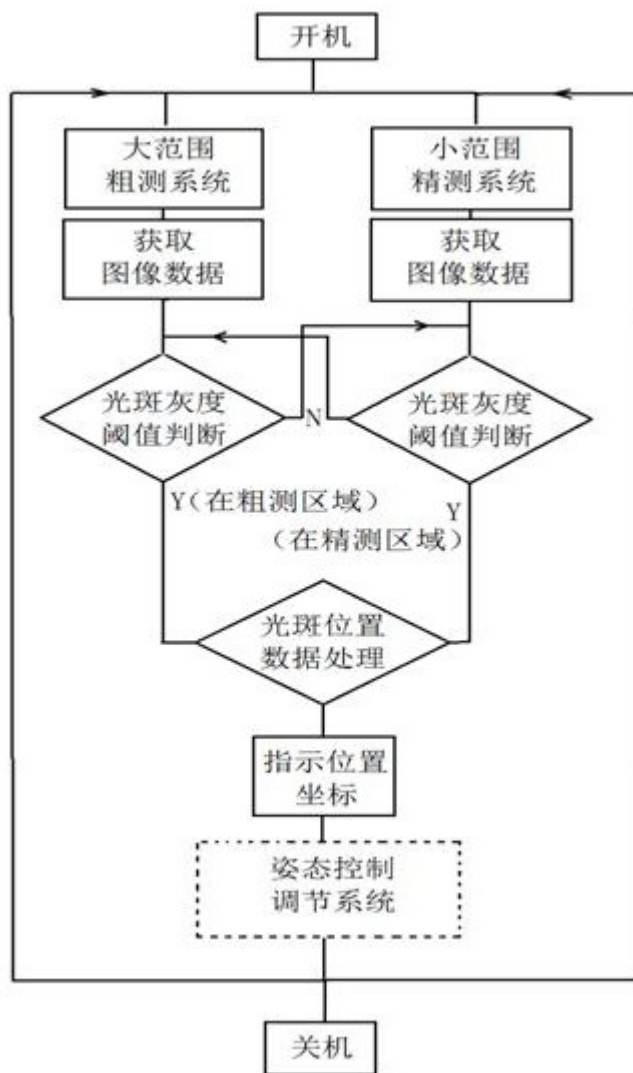 开机
大范围
粗测系统
小范围
精测系统
获取
图像数据
获取
图像数据
光斑灰度
阈值判断
N
光斑灰度
阈值判断
Y(在粗测区域)
Y
(在精测区域)
光斑位置
数据处理
指示位置
坐标
姿态控制
调节系统
关机